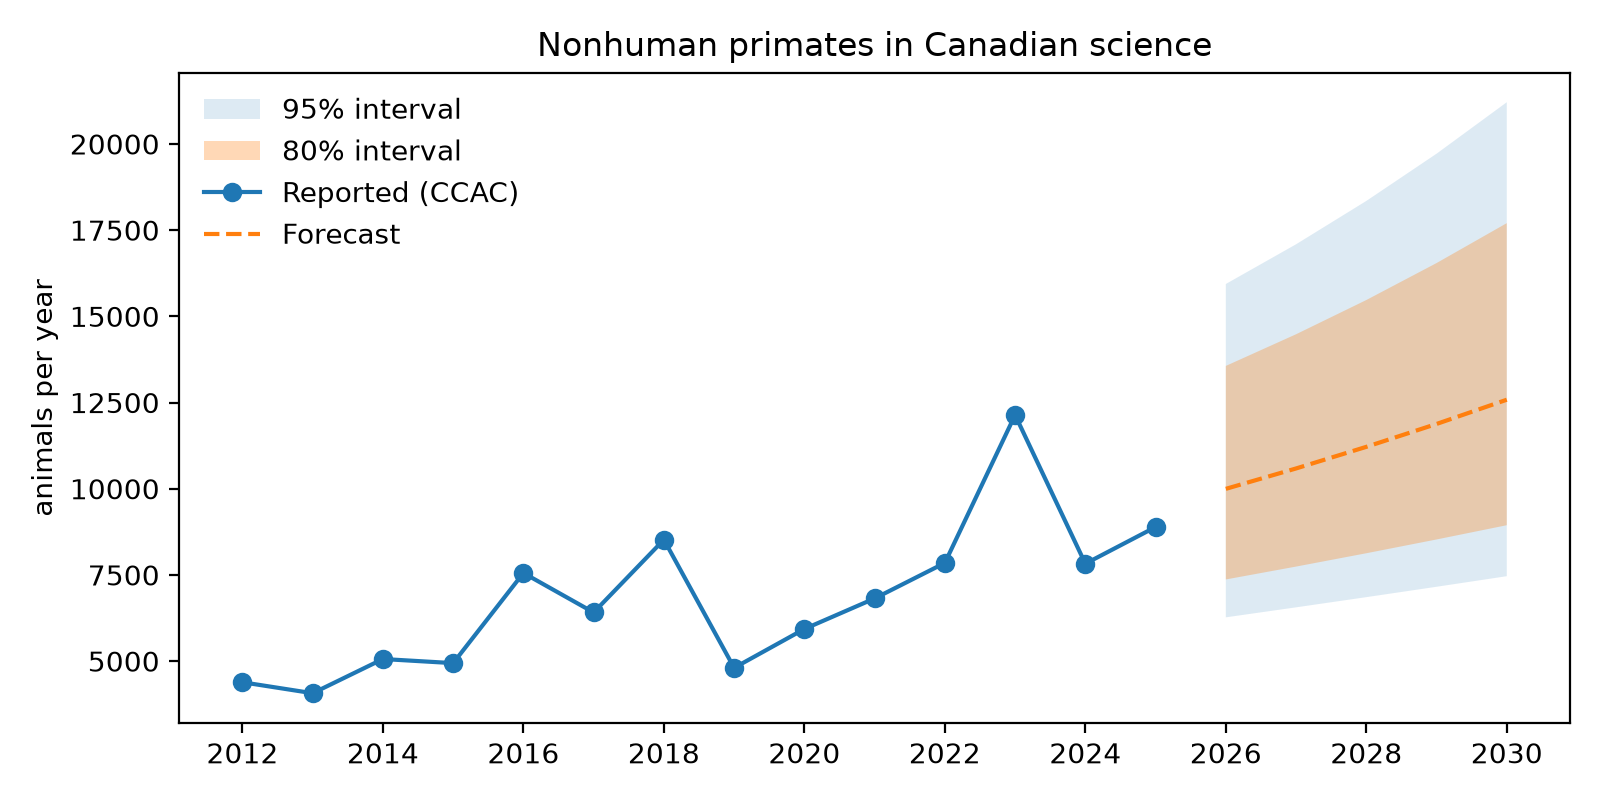 Nonhuman primates in Canadian science
95% interval
80% interval
Reported (CCAC)
Forecast
animals per year
20000
17500
15000
12500
10000
7500
5000
2012 2014 2016 2018 2020 2022 2024 2026 2028 2030